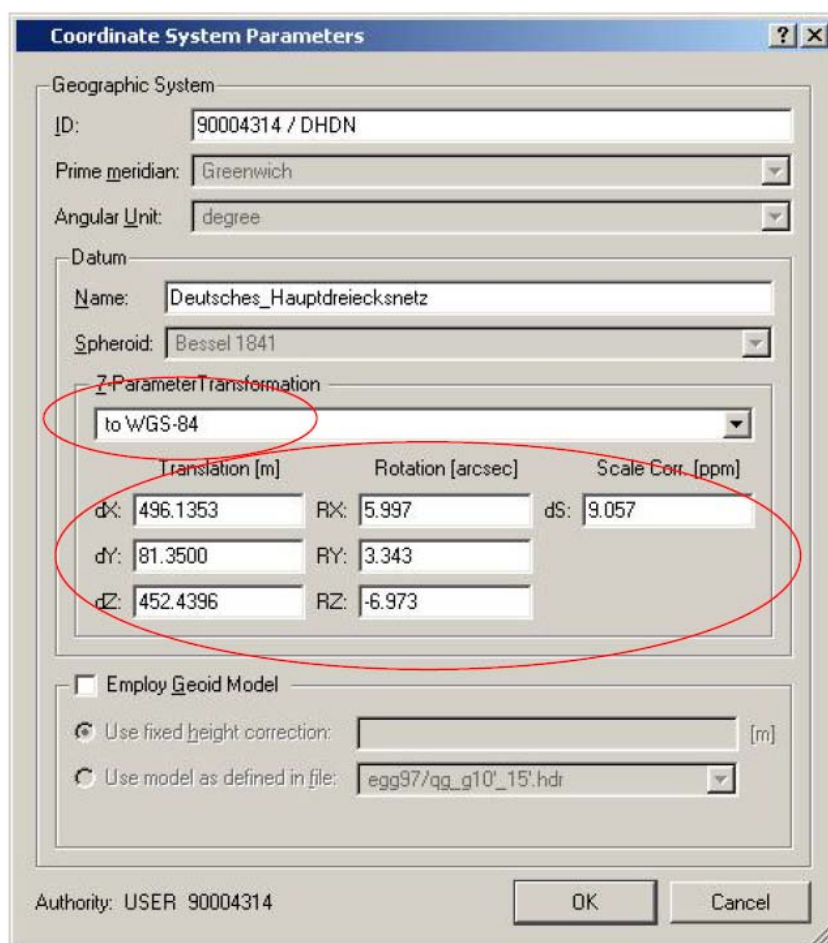 Coordinate System Parameters
Geographic System
ID: 90004314 / DHDN
Prime meridian: Greenwich
Angular Unit: degree
Datum
Name: Deutsches_Hauptdreiecksnetz
Spheroid: Bessel 1841
7-ParameterTransformation
to WGS-84
Translation [m] Rotation [arcsec] Scale Corr. [ppm]
dX: 496.1353 RX: 5.997 dS: 9.057
dY: 81.3500 RY: 3.343
dZ: 452.4396 RZ: -6.973
Employ Geoid Model
Use fixed height correction: [m]
Use model as defined in file: egg97/qg_g10'_15'.hdr
Authority: USER 90004314 OK Cancel